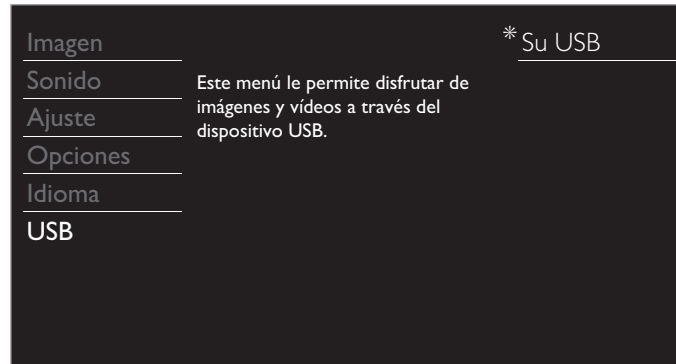 Imagen
Sonido
Ajuste
Opciones
Idioma
USB
Este menú le permite disfrutar de
imágenes y vídeos a través del
dispositivo USB.
* Su USB